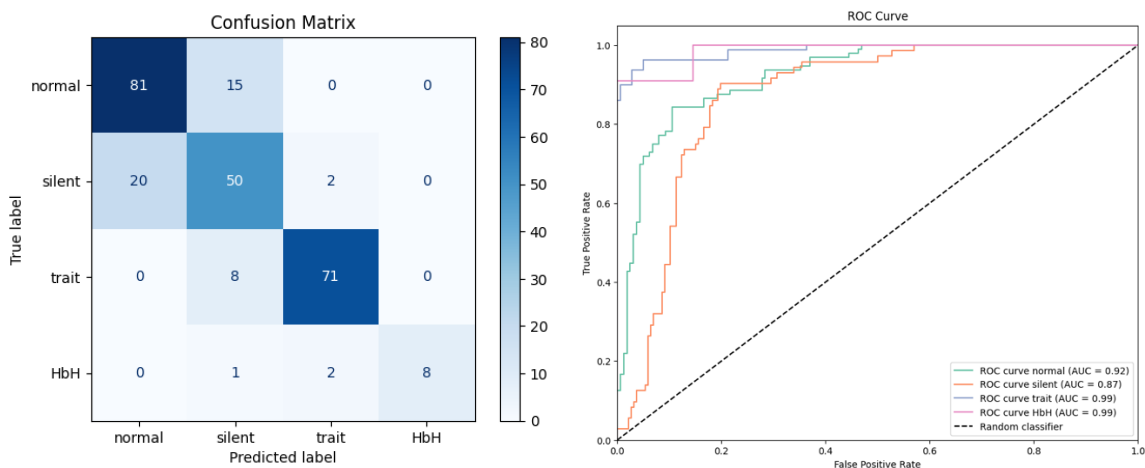 Confusion Matrix
normal 81 15 0 0
silent 20 50 2 0
trait 0 8 71 0
HbH 0 1 2 8
normal silent trait HbH
Predicted label
True label
80
70
60
50
40
30
20
10
0
ROC Curve
1.0
0.8
0.6
0.4
0.2
0.0
True Positive Rate
ROC curve normal (AUC = 0.92)
ROC curve silent (AUC = 0.87)
ROC curve trait (AUC = 0.99)
ROC curve HbH (AUC = 0.99)
Random classifier
0.0 0.2 0.4 0.6 0.8 1.0
False Positive Rate